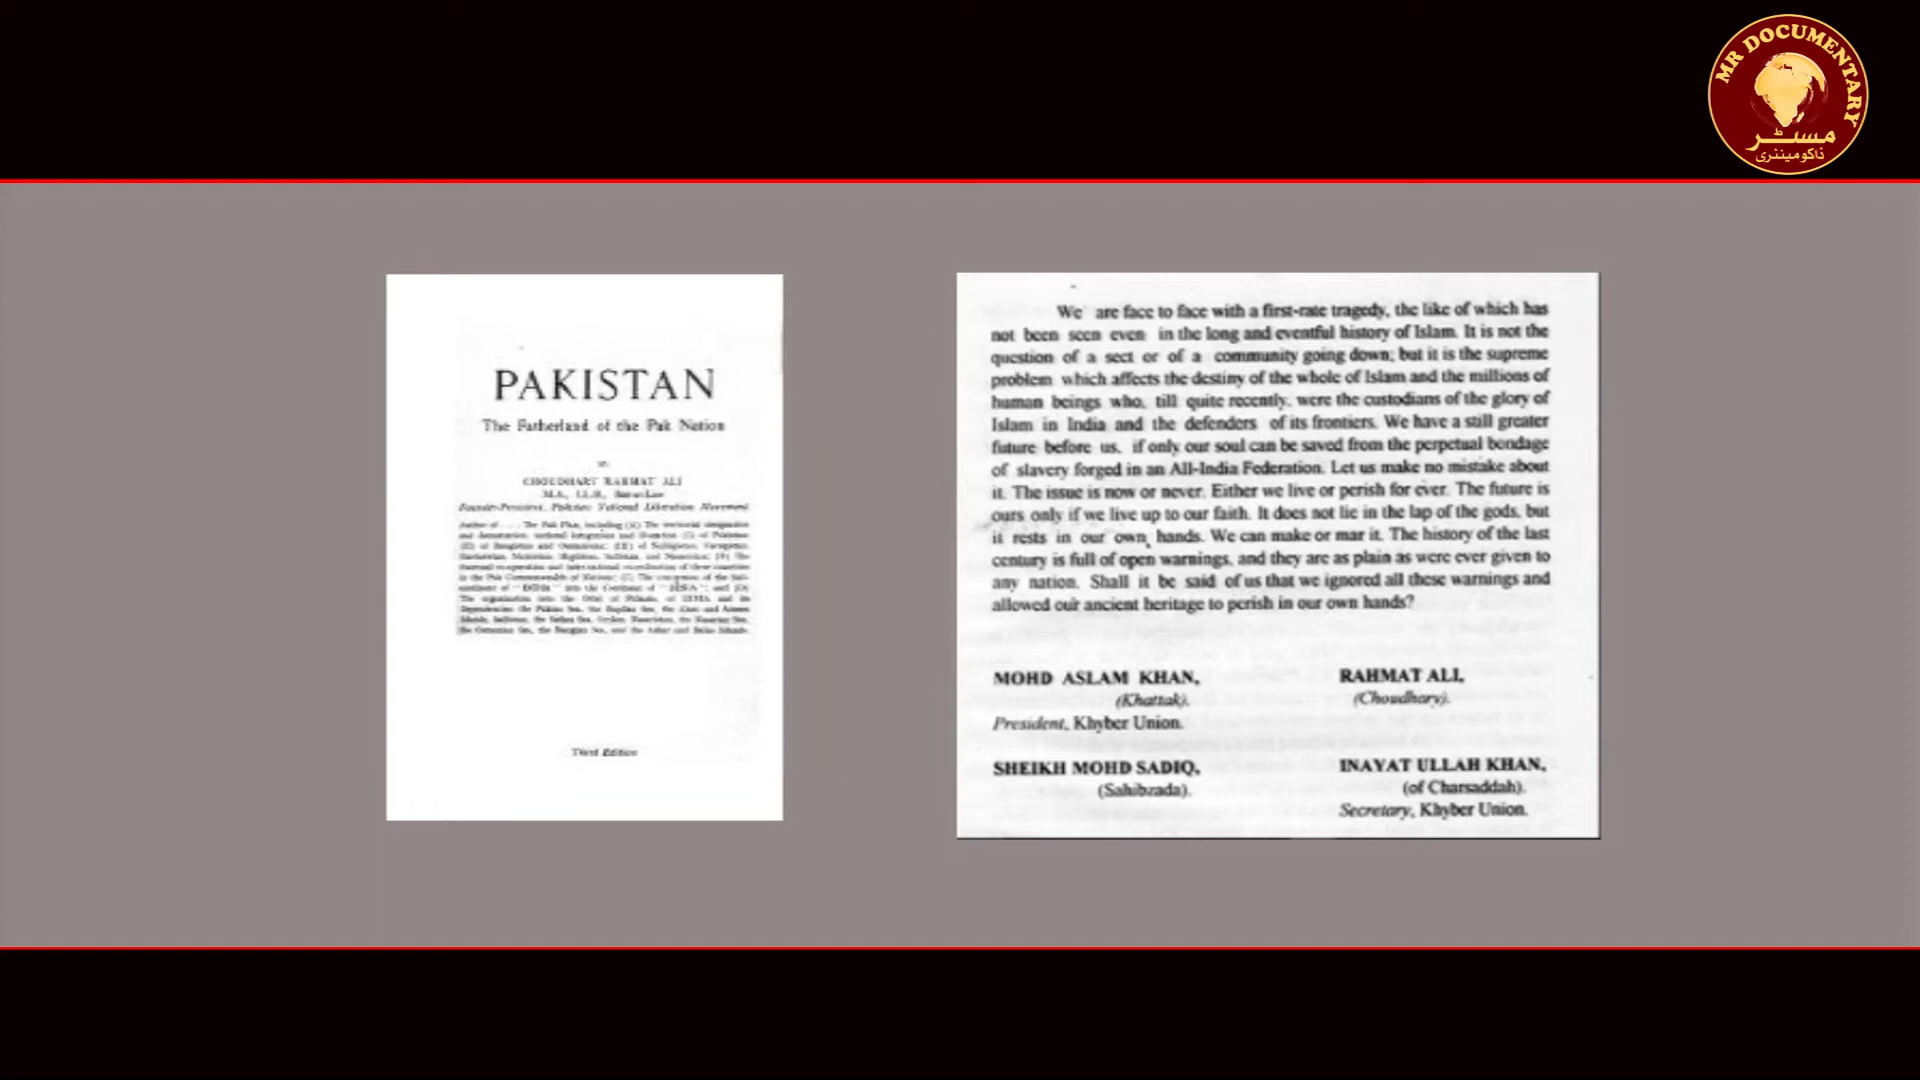 MR DOCUMENTARY
مسٹر
ڈاکومینٹری
PAKISTAN
The Fatherland of the Pak Nation
BY
CHOUDHARY RAHMAT ALI
M.A., LL.B.,
Founder-President, Pakistan National Liberation Movement
Third Edition
We are face to face with a first-rate tragedy, the like of which has
not been seen even in the long and eventful history of Islam. It is not the
question of a sect or of a community going down; but it is the supreme
problem which affects the destiny of the whole of Islam and the millions of
human beings who, till quite recently, were the custodians of the glory of
Islam in India and the defenders of its frontiers. We have a still greater
future before us, if only our soul can be saved from the perpetual bondage
of slavery forged in an All-India Federation. Let us make no mistake about
it. The issue is now or never. Either we live or perish for ever. The future is
ours only if we live up to our faith. It does not lie in the lap of the gods, but
it rests in our own hands. We can make or mar it. The history of the last
century is full of open warnings, and they are as plain as were ever given to
any nation. Shall it be said of us that we ignored all these warnings and
allowed our ancient heritage to perish in our own hands?
MOHD ASLAM KHAN,
(Khattak).
President, Khyber Union.
RAHMAT ALI,
(Choudhary).
SHEIKH MOHD SADIQ,
(Sahibzada).
INAYAT ULLAH KHAN,
(of Charsaddah).
Secretary, Khyber Union.